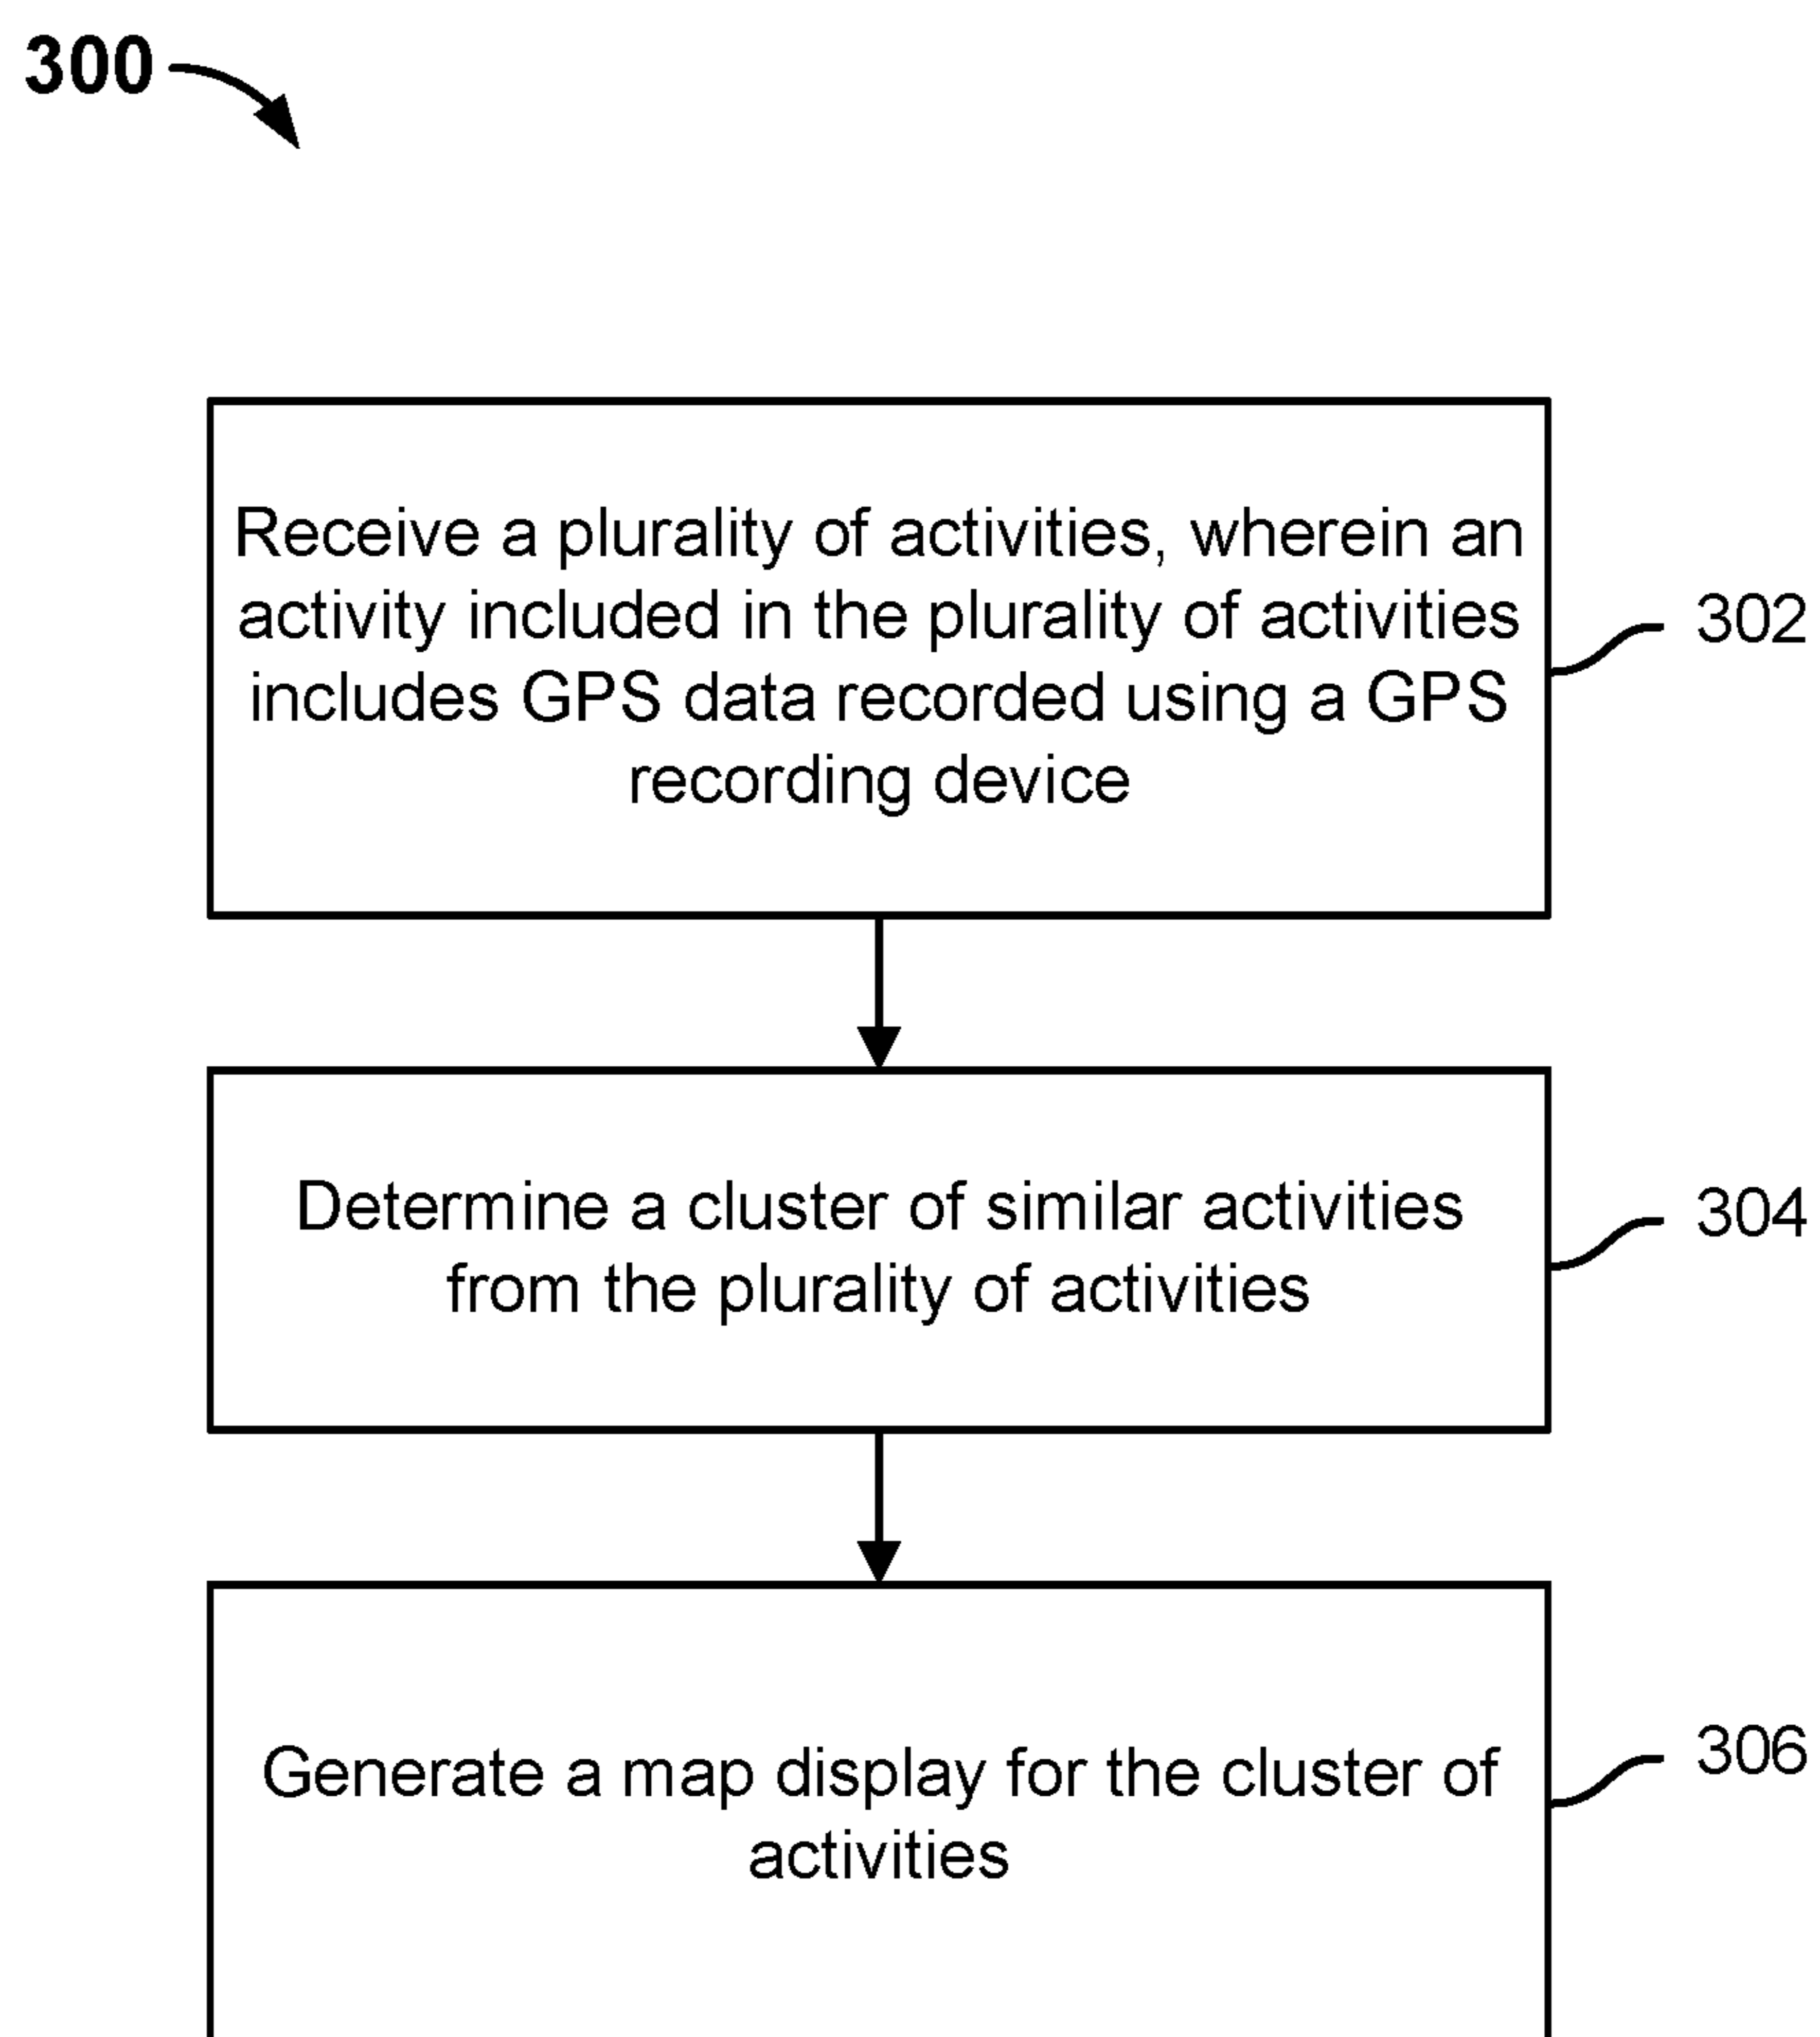 300
Receive a plurality of activities, wherein an
activity included in the plurality of activities
includes GPS data recorded using a GPS
recording device
302
Determine a cluster of similar activities
from the plurality of activities
304
Generate a map display for the cluster of
activities
306